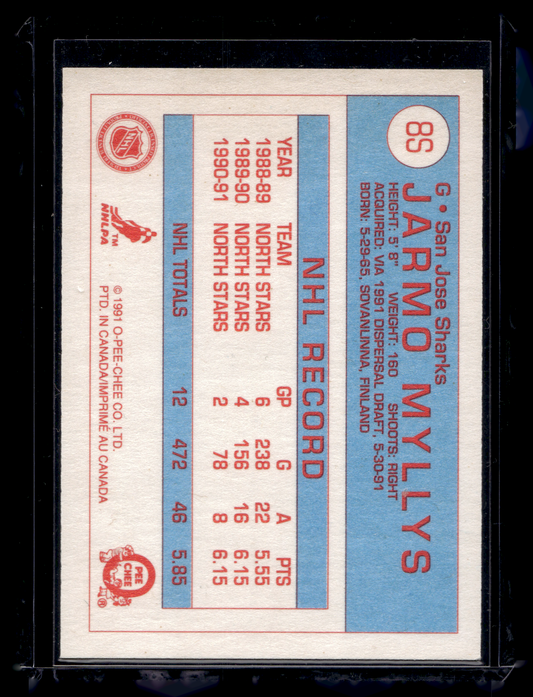 8S
G • San Jose Sharks
JARMO MYLLYS
HEIGHT: 5' 8" WEIGHT: 160 SHOOTS: RIGHT
ACQUIRED: VIA 1991 DISPERSAL DRAFT, 5-30-91
BORN: 5-29-65, SOVANLINNA, FINLAND
NHL RECORD
YEAR TEAM GP G A PTS
1988-89 NORTH STARS 6 238 22 5.55
1989-90 NORTH STARS 4 156 16 6.15
1990-91 NORTH STARS 2 78 8 6.15
NHL TOTALS 12 472 46 5.85
NHL
NHLPA
TM
© 1991 O-PEE-CHEE CO. LTD.
PTD. IN CANADA/IMPRIMÉ AU CANADA
O
PEE
CHEE
®